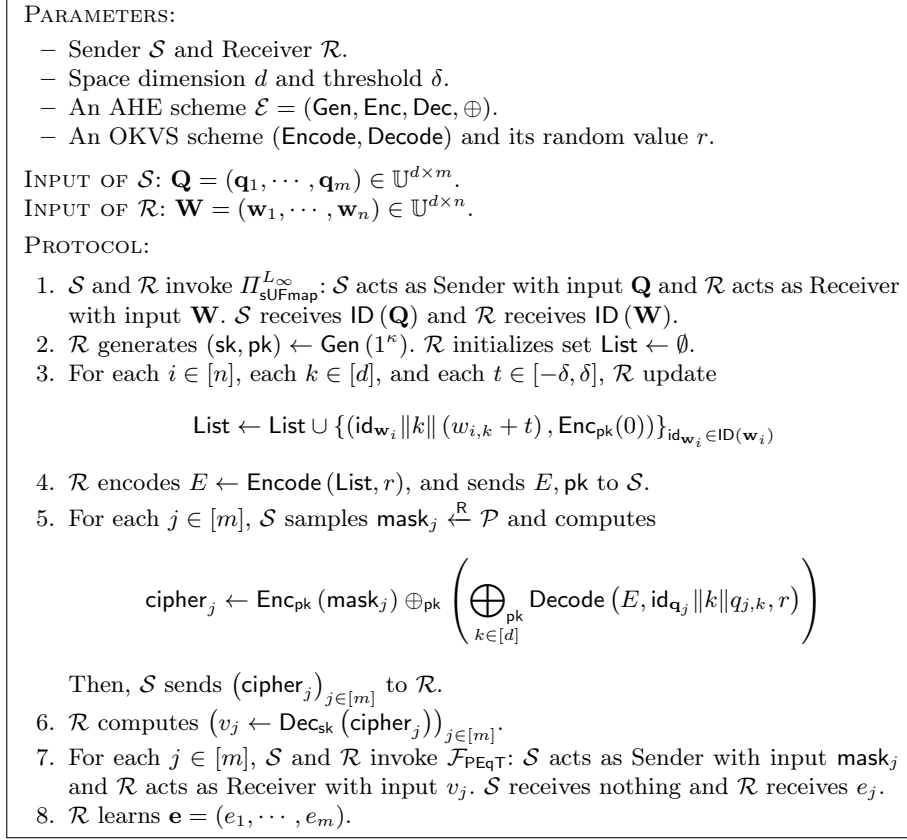 PARAMETERS:
– Sender 𝒮 and Receiver ℛ.
– Space dimension d and threshold δ.
– An AHE scheme ℰ = (Gen, Enc, Dec, ⊕).
– An OKVS scheme (Encode, Decode) and its random value r.
INPUT OF 𝒮: Q = (q₁, ⋯ , qₘ) ∈ 𝕌^{d×m}.
INPUT OF ℛ: W = (w₁, ⋯ , wₙ) ∈ 𝕌^{d×n}.
PROTOCOL:
1. 𝒮 and ℛ invoke Π_{sUFmap}^{L_∞}: 𝒮 acts as Sender with input Q and ℛ acts as Receiver
with input W. 𝒮 receives ID (Q) and ℛ receives ID (W).
2. ℛ generates (sk, pk) ← Gen (1^κ). ℛ initializes set List ← ∅.
3. For each i ∈ [n], each k ∈ [d], and each t ∈ [−δ, δ], ℛ update
List ← List ∪ {(id_{w_i}‖k‖ (w_{i,k} + t) , Enc_{pk}(0))}_{id_{w_i}∈ID(w_i)}
4. ℛ encodes E ← Encode (List, r), and sends E, pk to 𝒮.
5. For each j ∈ [m], 𝒮 samples mask_j ←^R 𝒫 and computes
cipher_j ← Enc_{pk} (mask_j) ⊕_{pk} (⊕_{pk, k∈[d]} Decode (E, id_{q_j}‖k‖q_{j,k}, r))
Then, 𝒮 sends (cipher_j)_{j∈[m]} to ℛ.
6. ℛ computes (v_j ← Dec_{sk} (cipher_j))_{j∈[m]}.
7. For each j ∈ [m], 𝒮 and ℛ invoke ℱ_{PEqT}: 𝒮 acts as Sender with input mask_j
and ℛ acts as Receiver with input v_j. 𝒮 receives nothing and ℛ receives e_j.
8. ℛ learns e = (e₁, ⋯ , eₘ).